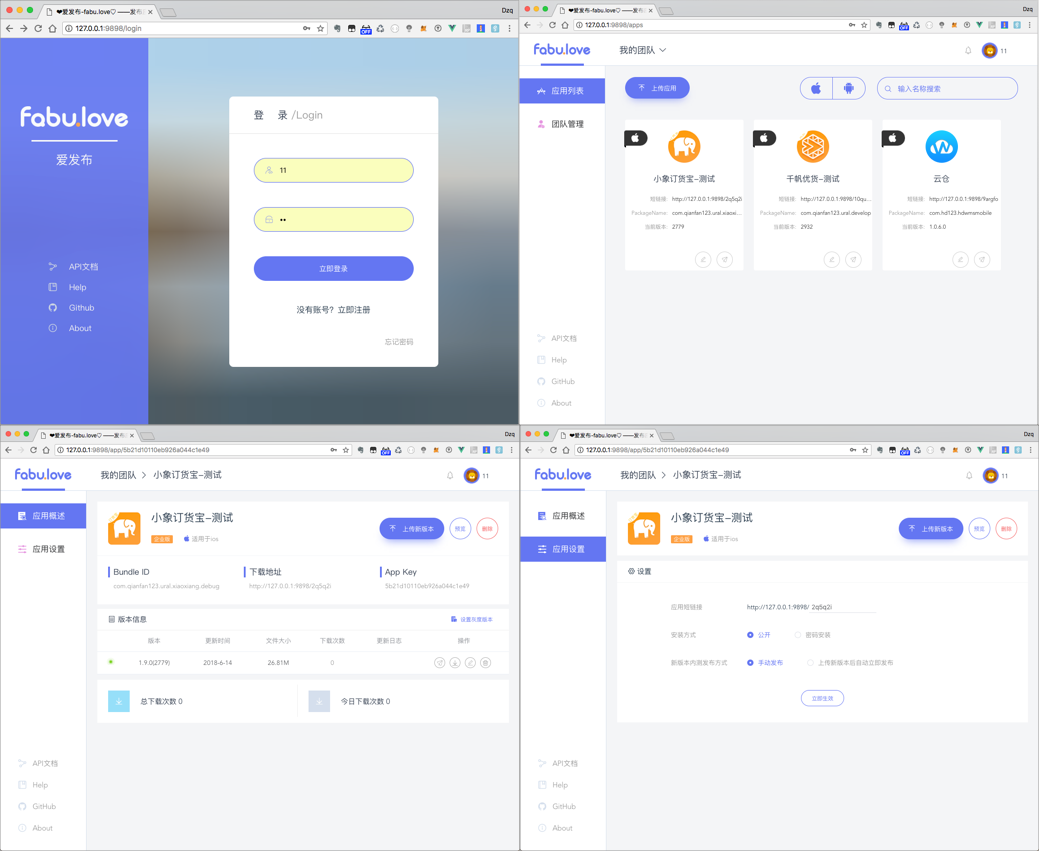 ❤爱发布-fabu.love♡ ——发布
Dzq
127.0.0.1:9898/login
OFF
fabu.love
爱发布
API文档
Help
Github
About
登 录 /Login
11
••
立即登录
没有账号? 立即注册
忘记密码
❤爱发布-fabu.love♡ ——发布
Dzq
127.0.0.1:9898/apps
OFF
fabu.love
我的团队
11
应用列表
团队管理
上传应用
输入名称搜索
小象订货宝-测试
短链接: http://127.0.0.1:9898/2q5q2i
PackageName: com.qianfan123.ural.xiaoxi...
当前版本: 2779
千帆优货-测试
短链接: http://127.0.0.1:9898/10qu...
PackageName: com.qianfan123.ural.develop
当前版本: 2932
云仓
短链接: http://127.0.0.1:9898/9argfo
PackageName: com.hd123.hdwmsmobile
当前版本: 1.0.6.0
API文档
Help
GitHub
About
❤爱发布-fabu.love♡ ——发布
Dzq
127.0.0.1:9898/app/5b21d10110eb926a044c1e49
OFF
fabu.love
我的团队 > 小象订货宝-测试
11
应用概述
应用设置
小象订货宝-测试
企业版 适用于ios
上传新版本
预览
删除
Bundle ID
com.qianfan123.ural.xiaoxiang.debug
下载地址
http://127.0.0.1:9898/2q5q2i
App Key
5b21d10110eb926a044c1e49
版本信息
设置灰度版本
版本 更新时间 文件大小 下载次数 更新日志 操作
1.9.0(2779) 2018-6-14 26.81M 0
总下载次数 0
今日下载次数 0
API文档
Help
GitHub
About
❤爱发布-fabu.love♡ ——发布
Dzq
127.0.0.1:9898/app/5b21d10110eb926a044c1e49
OFF
fabu.love
我的团队 > 小象订货宝-测试
11
应用概述
应用设置
小象订货宝-测试
企业版 适用于ios
上传新版本
预览
删除
设置
应用短链接 http://127.0.0.1:9898/ 2q5q2i
安装方式 公开 密码安装
新版本内测发布方式 手动发布 上传新版本后自动立即发布
立即生效
API文档
Help
GitHub
About